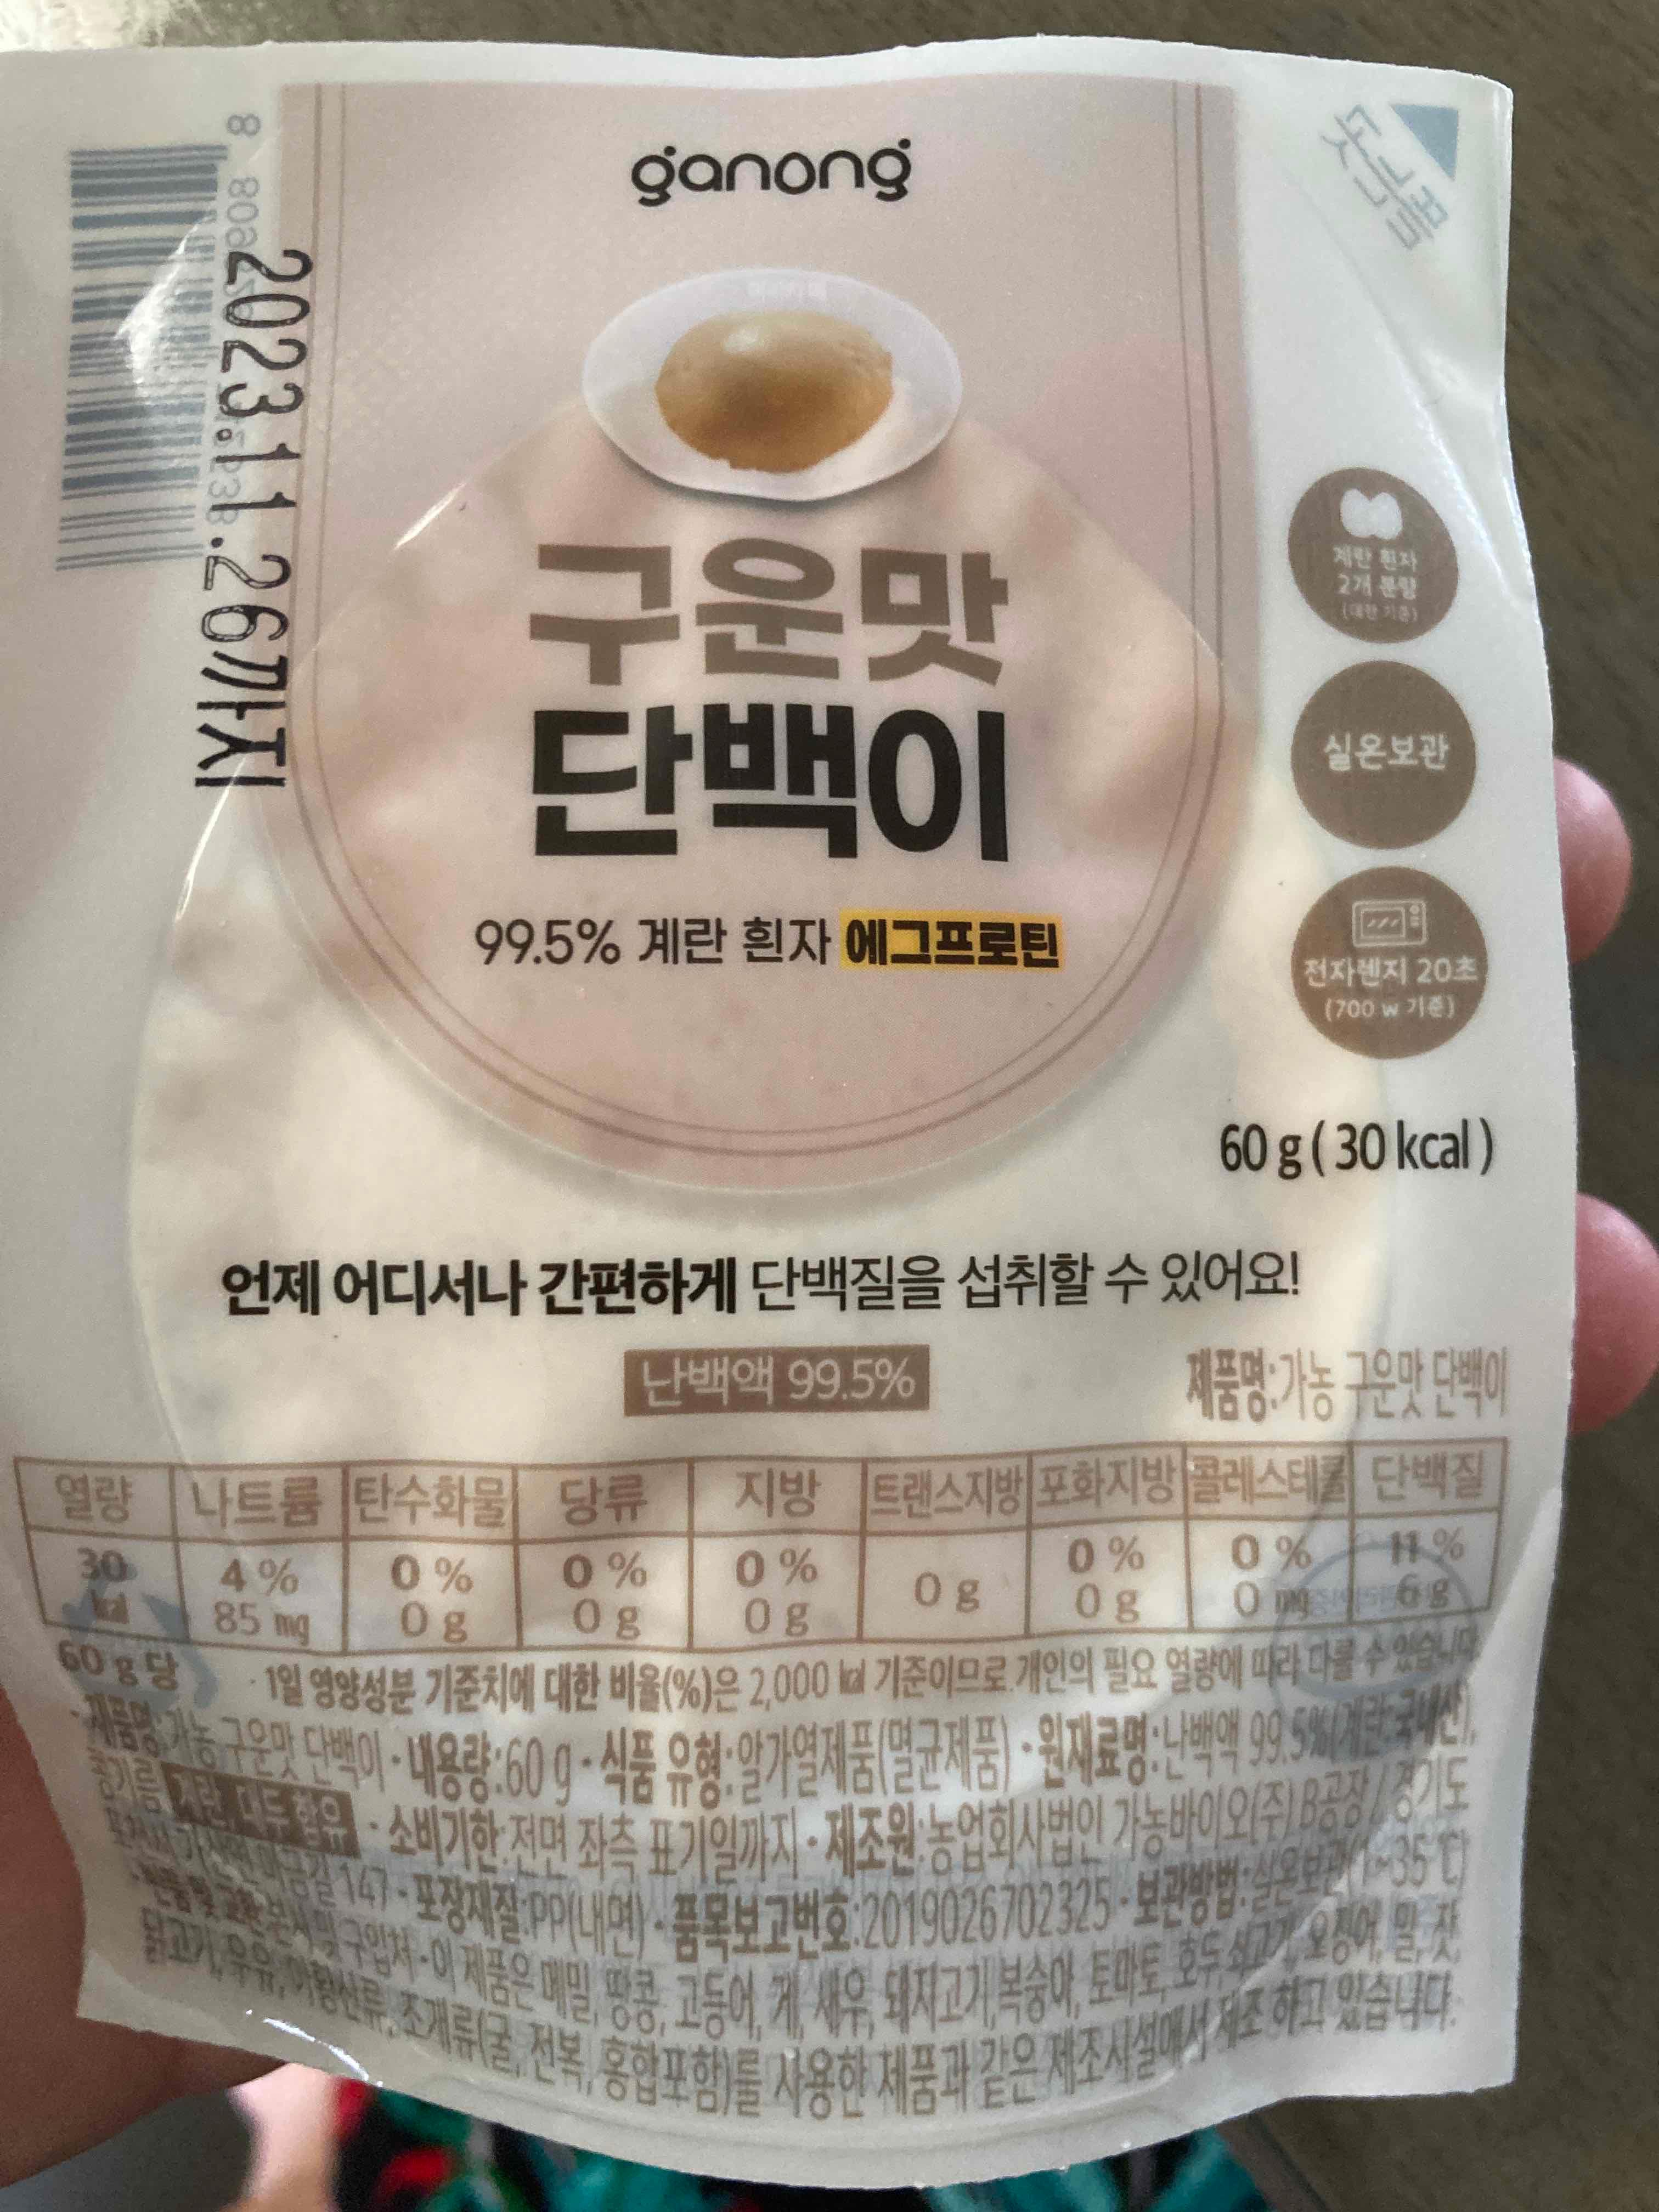 ganong
뜯는곳
8 809
2023.11.26까지
구운맛
단백이
99.5% 계란 흰자 에그프로틴
계란 흰자
2개 분량
(대란 기준)
실온보관
전자렌지 20초
(700 w 기준)
60 g ( 30 kcal )
언제 어디서나 간편하게 단백질을 섭취할 수 있어요!
난백액 99.5%
제품명:가농 구운맛 단백이
열량 나트륨 탄수화물 당류 지방 트랜스지방 포화지방 콜레스테롤 단백질
30 4 % 0 % 0 % 0 % 0 g 0 % 0 % 11 %
kcal 85 mg 0 g 0 g 0 g 0 g 0 mg 6 g
60 g 당 · 1일 영양성분 기준치에 대한 비율(%)은 2,000 kcal 기준이므로 개인의 필요 열량에 따라 다를 수 있습니다
· 제품명:가농 구운맛 단백이 · 내용량:60 g · 식품 유형:알가열제품(멸균제품) · 원재료명:난백액 99.5%(계란:국내산),
콩기름 계란, 대두 함유 · 소비기한:전면 좌측 표기일까지 · 제조원:농업회사법인 가농바이오(주) B공장 / 경기도
147 · 포장재질:PP(내면) · 품목보고번호:2019026702325 · 보관방법:실온보관(1~35 ℃)
구입처 · 이 제품은 메밀, 땅콩, 고등어, 게, 새우, 돼지고기, 복숭아, 토마토, 호두, 쇠고기, 오징어, 밀, 잣,
닭고기, 우유, 아황산류, 조개류(굴, 전복, 홍합포함)를 사용한 제품과 같은 제조시설에서 제조 하고 있습니다.